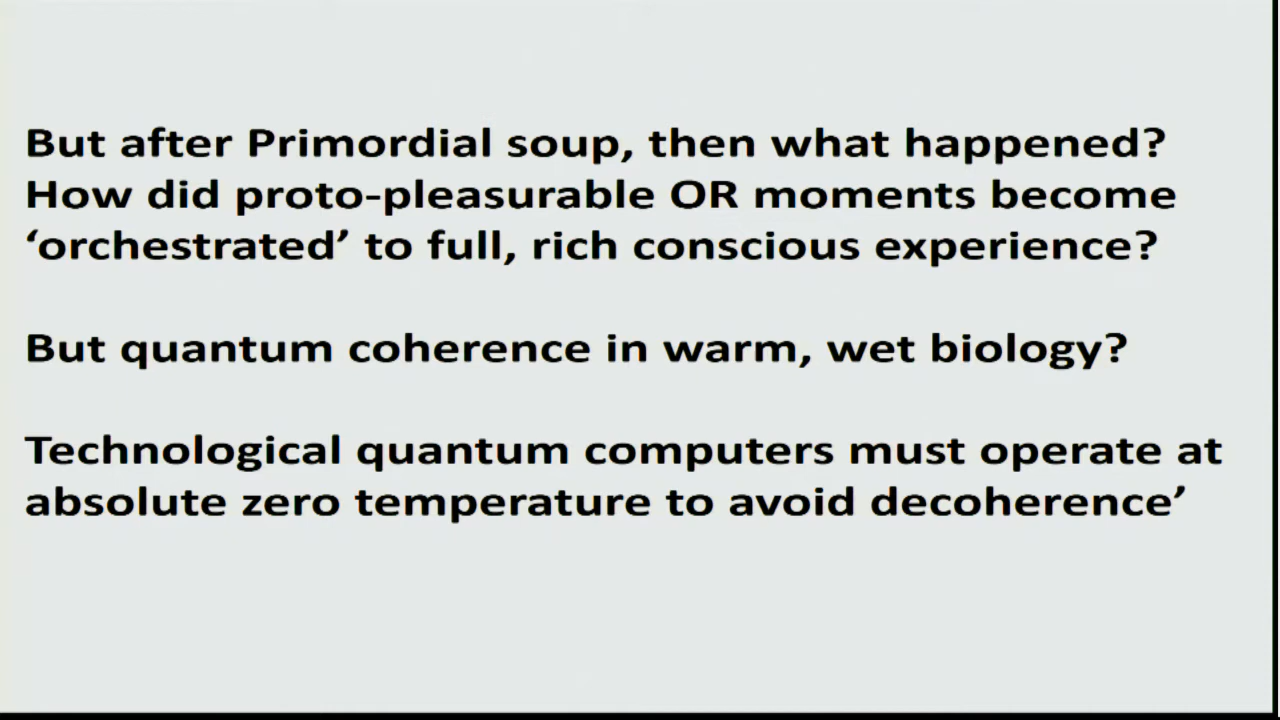 But after Primordial soup, then what happened?
How did proto-pleasurable OR moments become
‘orchestrated’ to full, rich conscious experience?
But quantum coherence in warm, wet biology?
Technological quantum computers must operate at
absolute zero temperature to avoid decoherence’